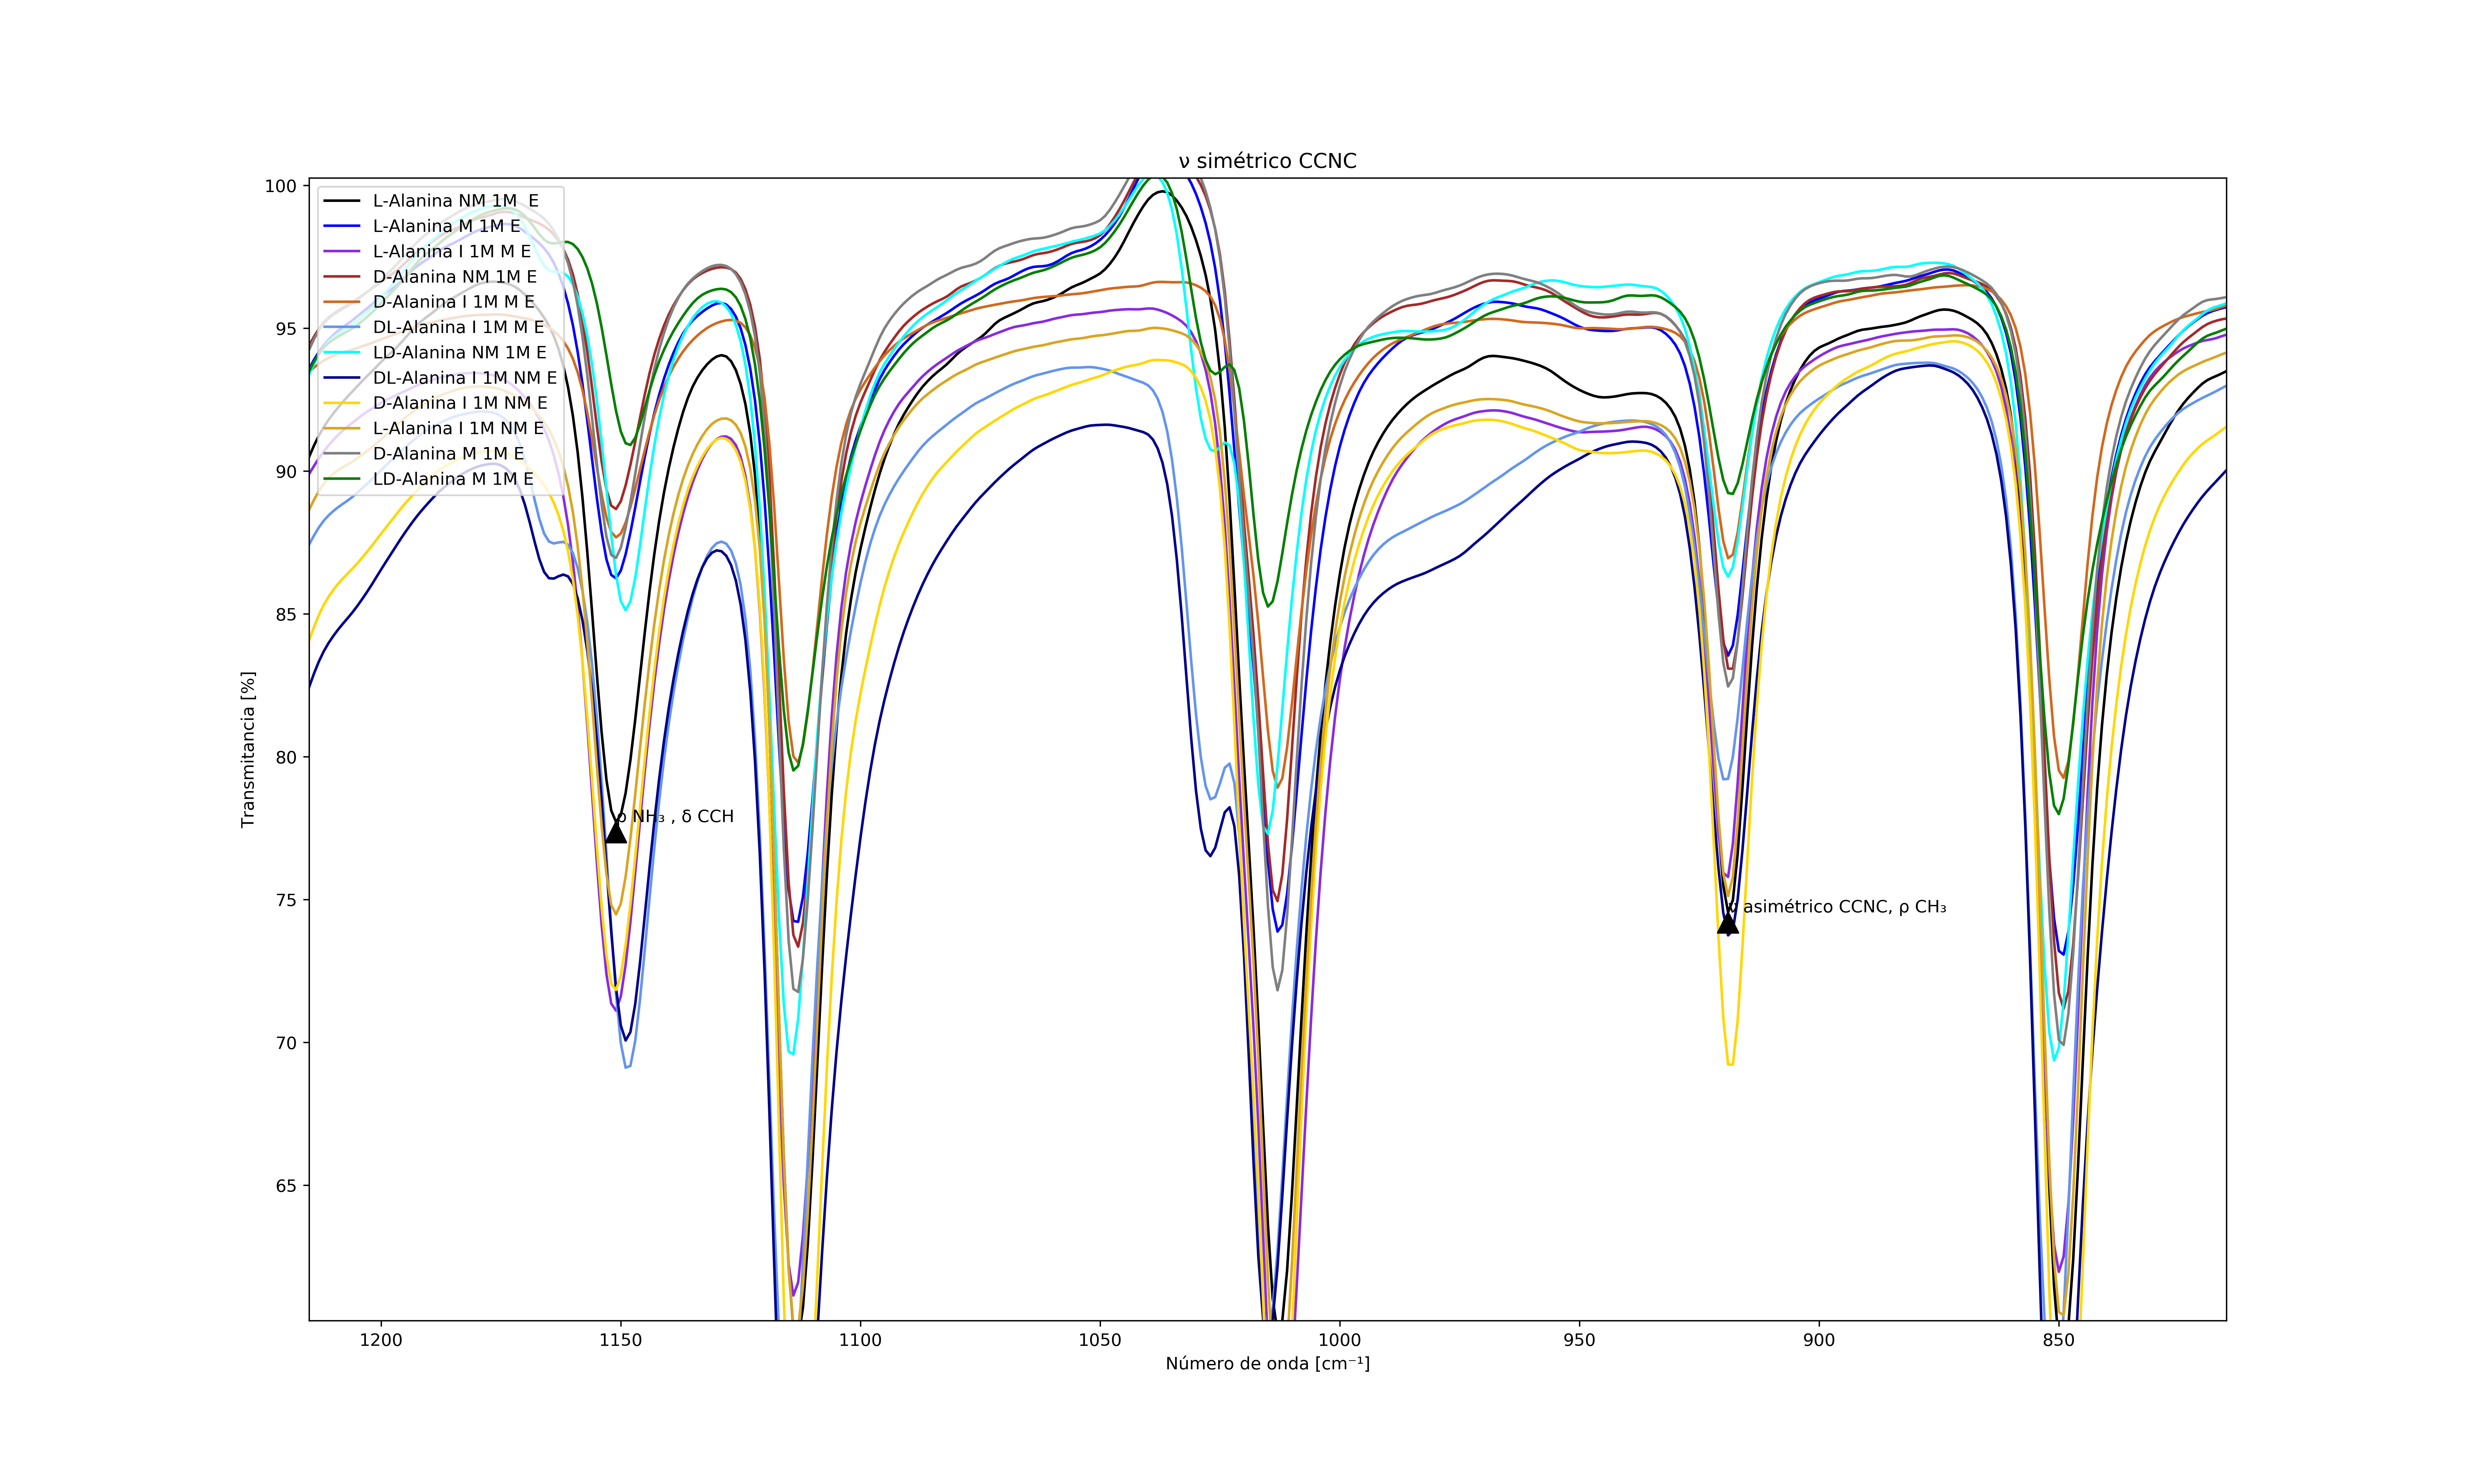 ν simétrico CCNC
100
95
90
85
80
75
70
65
Transmitancia [%]
L-Alanina NM 1M  E
L-Alanina M 1M E
L-Alanina I 1M M E
D-Alanina NM 1M E
D-Alanina I 1M M E
DL-Alanina I 1M M E
LD-Alanina NM 1M E
DL-Alanina I 1M NM E
D-Alanina I 1M NM E
L-Alanina I 1M NM E
D-Alanina M 1M E
LD-Alanina M 1M E
ρ NH₃ , δ CCH
ν asimétrico CCNC, ρ CH₃
1200 1150 1100 1050 1000 950 900 850
Número de onda [cm⁻¹]